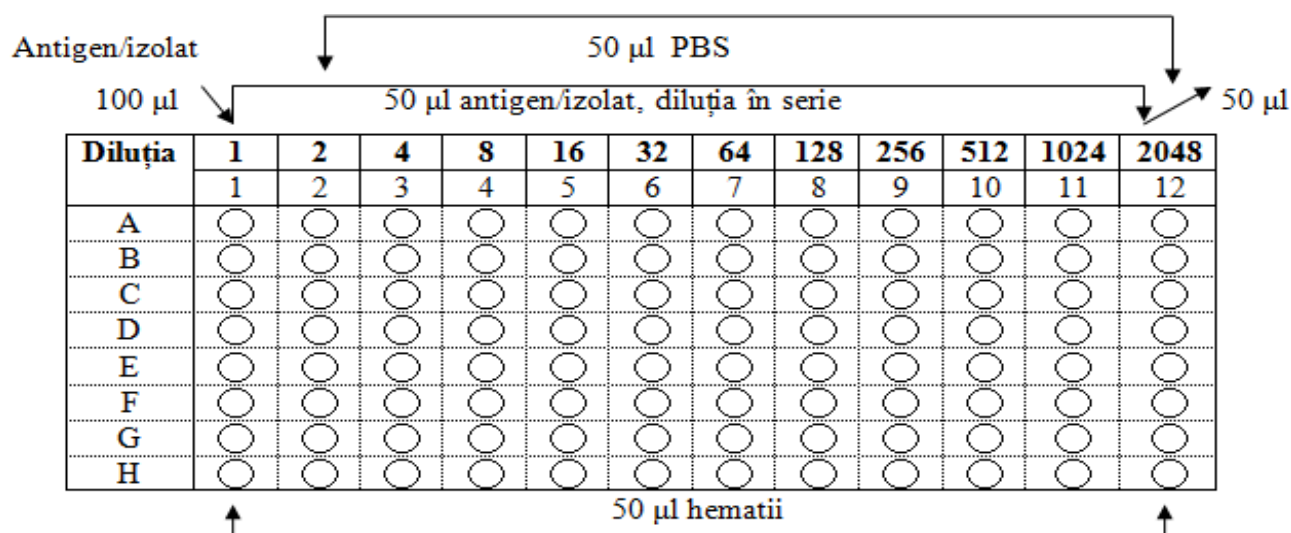 Antigen/izolat
50 µl PBS
100 µl
50 µl antigen/izolat, diluția în serie
50 µl
Diluția 1 2 4 8 16 32 64 128 256 512 1024 2048
1 2 3 4 5 6 7 8 9 10 11 12
A
B
C
D
E
F
G
H
50 µl hematii